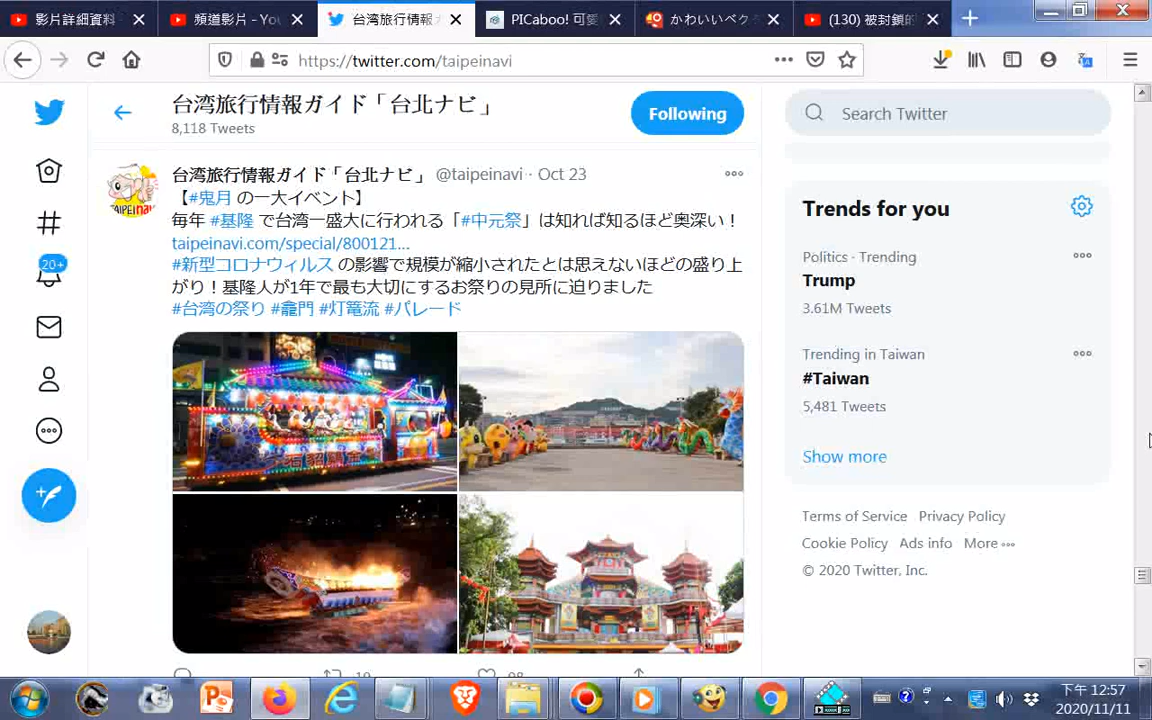 影片詳細資料
頻道影片 - You
台湾旅行情報ガ
PICaboo! 可愛
かわいいベク
(130) 被封鎖的
https://twitter.com/taipeinavi
台湾旅行情報ガイド「台北ナビ」
8,118 Tweets
Following
Search Twitter
台湾旅行情報ガイド「台北ナビ」 @taipeinavi · Oct 23
【#鬼月 の一大イベント】
毎年 #基隆 で台湾一盛大に行われる「#中元祭」は知れば知るほど奥深い！
taipeinavi.com/special/800121...
#新型コロナウィルス の影響で規模が縮小されたとは思えないほどの盛り上
がり！基隆人が1年で最も大切にするお祭りの見所に迫りました
#台湾の祭り #龕門 #灯篭流 #パレード
TAIPEInavi
20+
Trends for you
Politions · Trending
Trump
3.61M Tweets
Trending in Taiwan
#Taiwan
5,481 Tweets
Show more
Terms of Service Privacy Policy
Cookie Policy Ads info More
© 2020 Twitter, Inc.
下午 12:57
2020/11/11